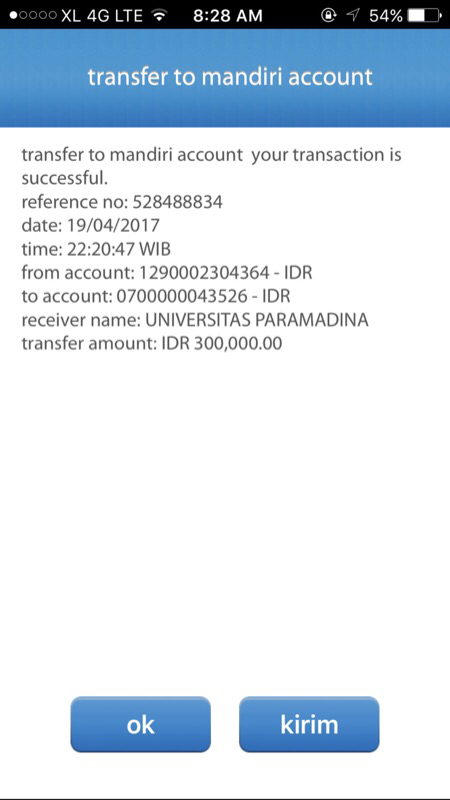 XL 4G LTE 8:28 AM 54%
transfer to mandiri account
transfer to mandiri account your transaction is
successful.
reference no: 528488834
date: 19/04/2017
time: 22:20:47 WIB
from account: 1290002304364 - IDR
to account: 0700000043526 - IDR
receiver name: UNIVERSITAS PARAMADINA
transfer amount: IDR 300,000.00
ok kirim